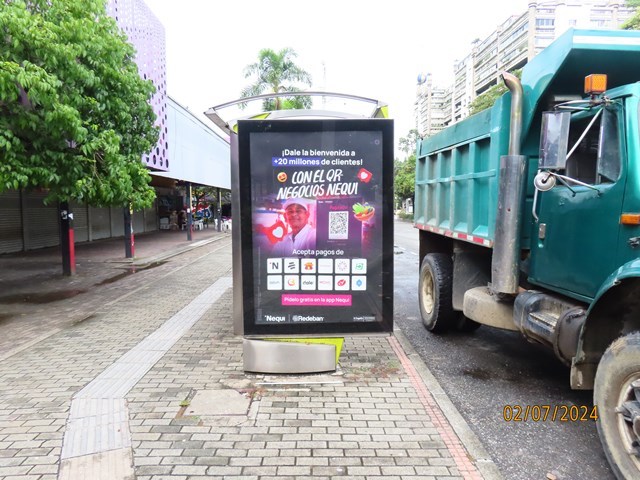 ¡Dale la bienvenida a
+20 millones de clientes!
CON EL QR
NEGOCIOS NEQUI
Acepta pagos de
Pídelo gratis en la app Nequi
Nequi Redeban
02/07/2024